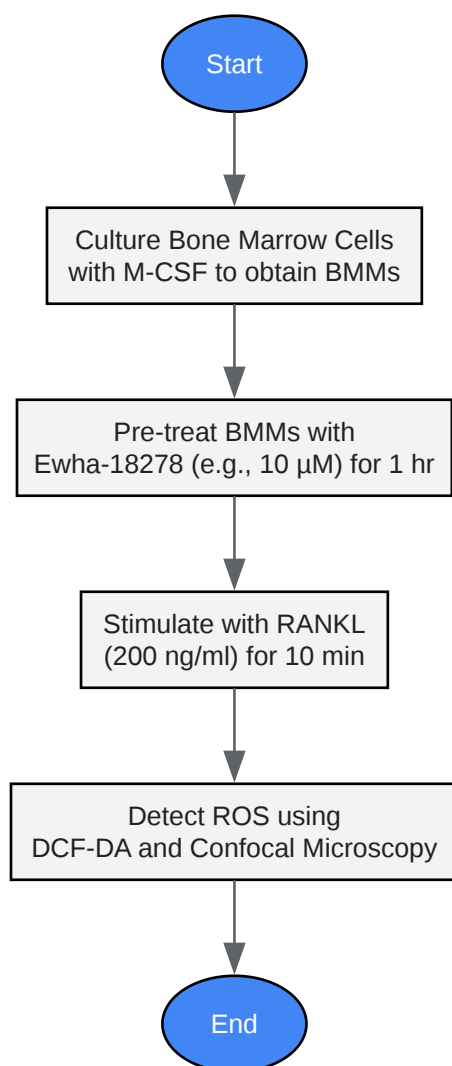 Start
Culture Bone Marrow Cells
with M-CSF to obtain BMMs
Pre-treat BMMs with
Ewha-18278 (e.g., 10 µM) for 1 hr
Stimulate with RANKL
(200 ng/ml) for 10 min
Detect ROS using
DCF-DA and Confocal Microscopy
End